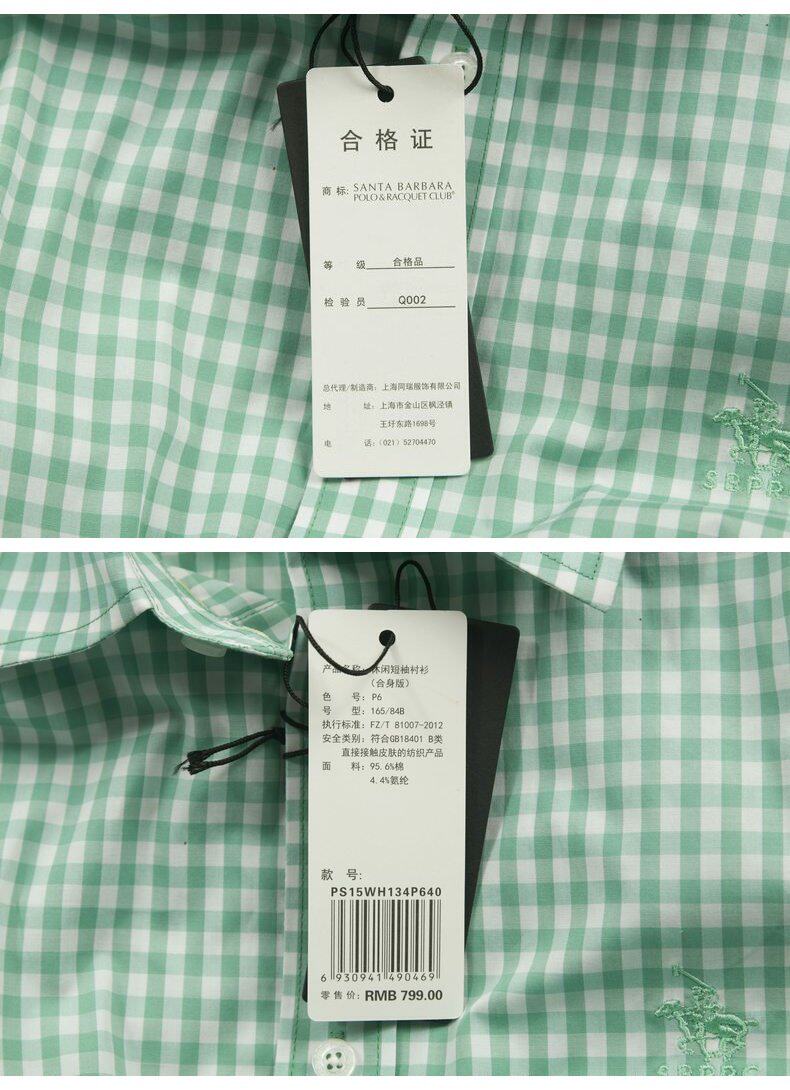 合格证
商 标: SANTA BARBARA
POLO & RACQUET CLUB®
等 级 合格品
检 验 员 Q002
总代理/制造商: 上海同瑞服饰有限公司
地 址: 上海市金山区枫泾镇
王圩东路1698号
电 话:(021)52704470
SBPR
产品名称: 休闲短袖衬衫
(合身版)
色 号: P6
号 型: 165/84B
执行标准: FZ/T 81007-2012
安全类别: 符合GB18401 B类
直接接触皮肤的纺织产品
面 料: 95.6%棉
4.4%氨纶
款 号:
PS15WH134P640
6 930941 490469
零售价: RMB 799.00
SBPRC